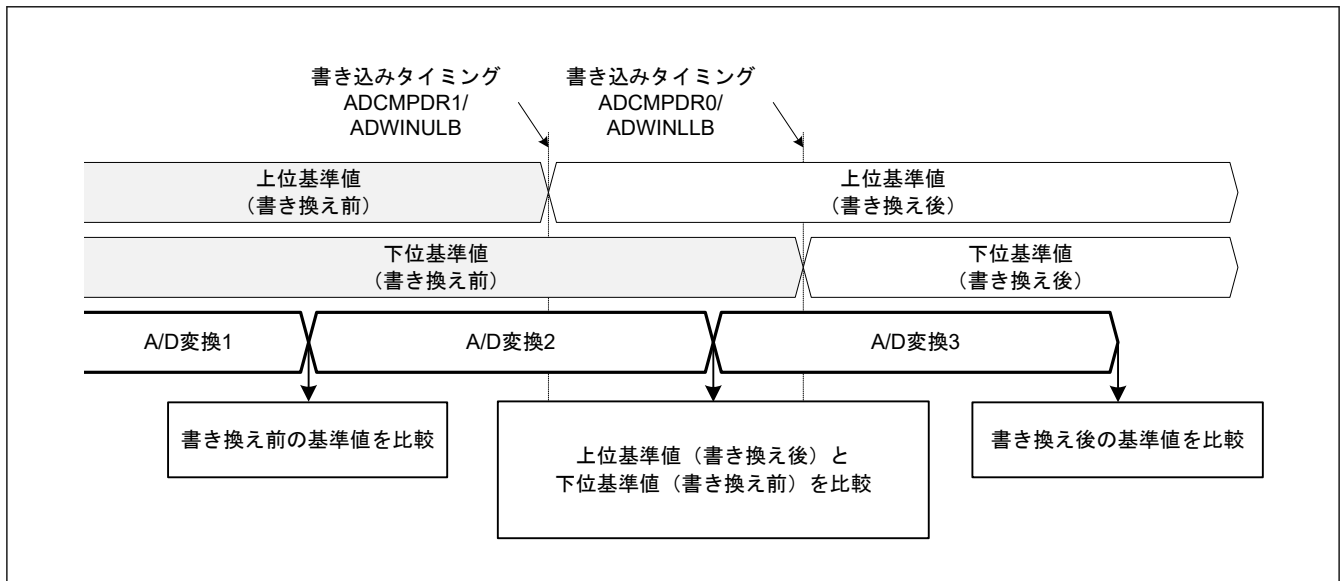 書き込みタイミング
ADCMPDR1/
ADWINULB
書き込みタイミング
ADCMPDR0/
ADWINLLB
上位基準値
（書き換え前）
上位基準値
（書き換え後）
下位基準値
（書き換え前）
下位基準値
（書き換え後）
A/D変換1
A/D変換2
A/D変換3
書き換え前の基準値を比較
上位基準値（書き換え後）と
下位基準値（書き換え前）を比較
書き換え後の基準値を比較